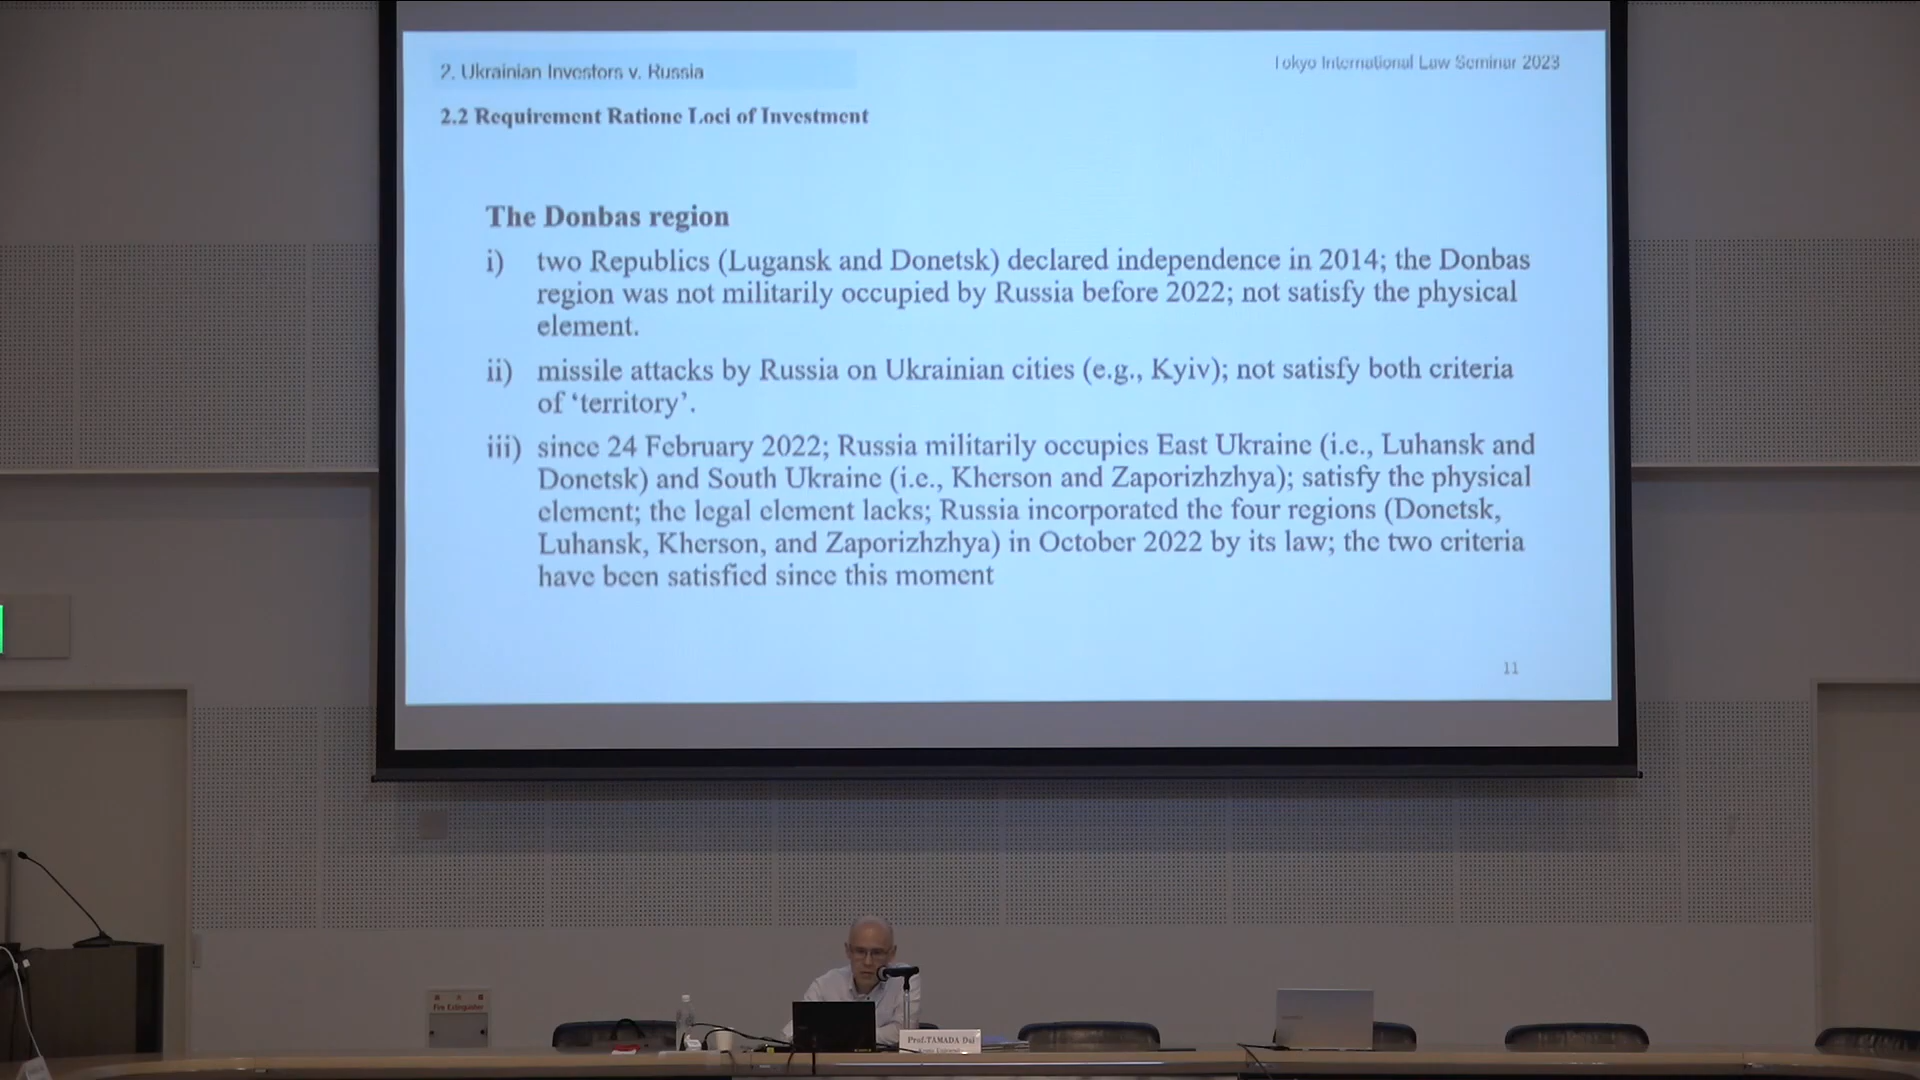 2. Ukrainian Investors v. Russia
Tokyo International Law Seminar 2023
2.2 Requirement Ratione Loci of Investment
The Donbas region
i) two Republics (Lugansk and Donetsk) declared independence in 2014; the Donbas
region was not militarily occupied by Russia before 2022; not satisfy the physical
element.
ii) missile attacks by Russia on Ukrainian cities (e.g., Kyiv); not satisfy both criteria
of ‘territory’.
iii) since 24 February 2022; Russia militarily occupies East Ukraine (i.e., Luhansk and
Donetsk) and South Ukraine (i.e., Kherson and Zaporizhzhya); satisfy the physical
element; the legal element lacks; Russia incorporated the four regions (Donetsk,
Luhansk, Kherson, and Zaporizhzhya) in October 2022 by its law; the two criteria
have been satisfied since this moment
11
Fire Extinguisher
Prof.TAMADA Dai